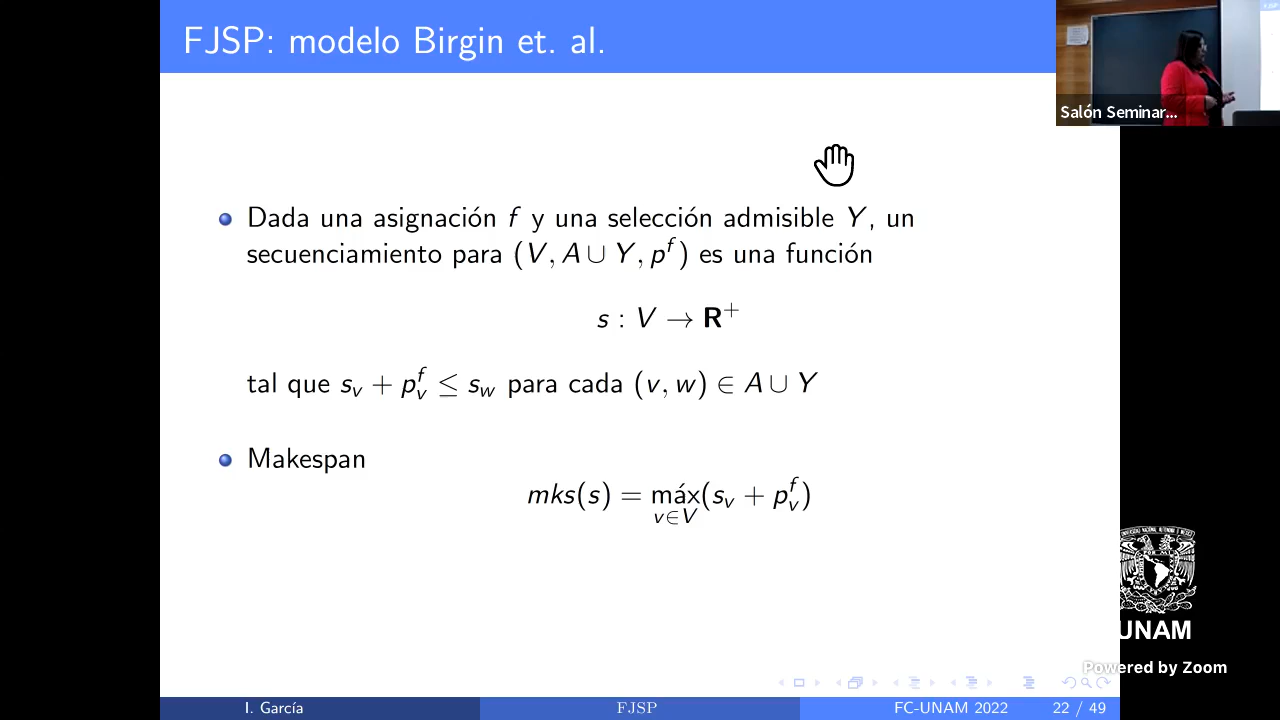 FJSP: modelo Birgin et. al.
Salón Seminar...
Dada una asignación f y una selección admisible Y, un
secuenciamiento para (V, A ∪ Y, p^f) es una función
s : V → R^+
tal que s_v + p_v^f ≤ s_w para cada (v, w) ∈ A ∪ Y
Makespan
mks(s) = máx(s_v + p_v^f)
v∈V
UNAM
Powered by Zoom
I. García
FJSP
FC-UNAM 2022
22 / 49